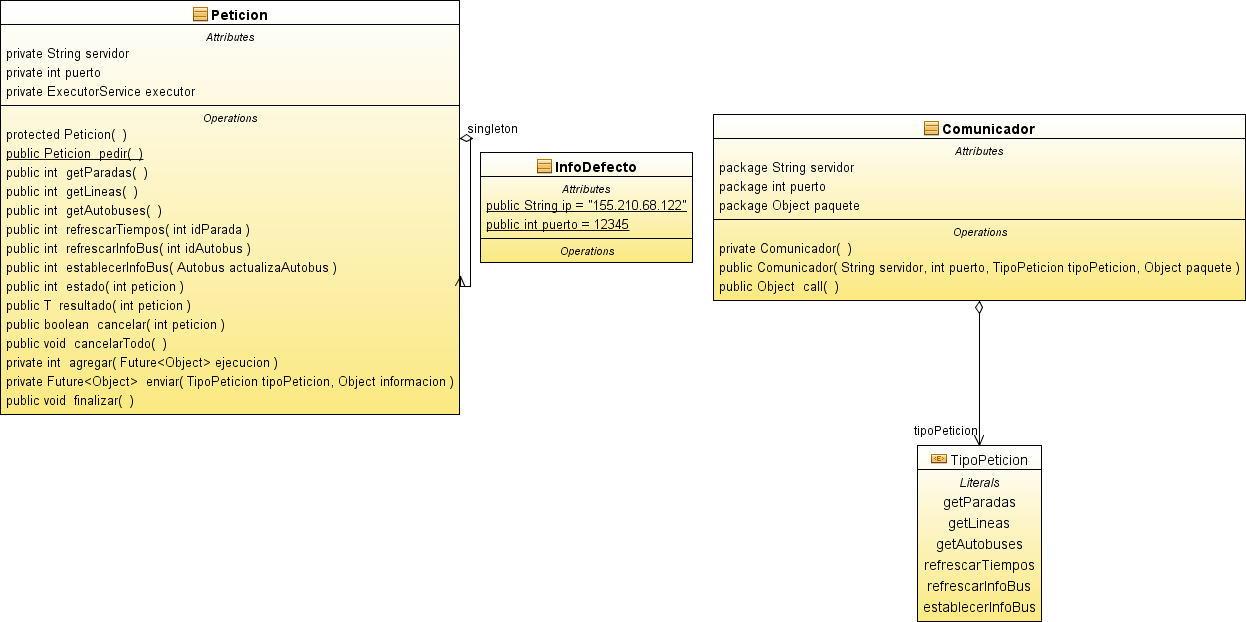 Peticion
Attributes
private String servidor
private int puerto
private ExecutorService executor
Operations
protected Peticion( )
public Peticion pedir( )
public int getParadas( )
public int getLineas( )
public int getAutobuses( )
public int refrescarTiempos( int idParada )
public int refrescarInfoBus( int idAutobus )
public int establecerInfoBus( Autobus actualizaAutobus )
public int estado( int peticion )
public T resultado( int peticion )
public boolean cancelar( int peticion )
public void cancelarTodo( )
private int agregar( Future<Object> ejecucion )
private Future<Object> enviar( TipoPeticion tipoPeticion, Object informacion )
public void finalizar( )
singleton
InfoDefecto
Attributes
public String ip = "155.210.68.122"
public int puerto = 12345
Operations
Comunicador
Attributes
package String servidor
package int puerto
package Object paquete
Operations
private Comunicador( )
public Comunicador( String servidor, int puerto, TipoPeticion tipoPeticion, Object paquete )
public Object call( )
tipoPeticion
<E> TipoPeticion
Literals
getParadas
getLineas
getAutobuses
refrescarTiempos
refrescarInfoBus
establecerInfoBus